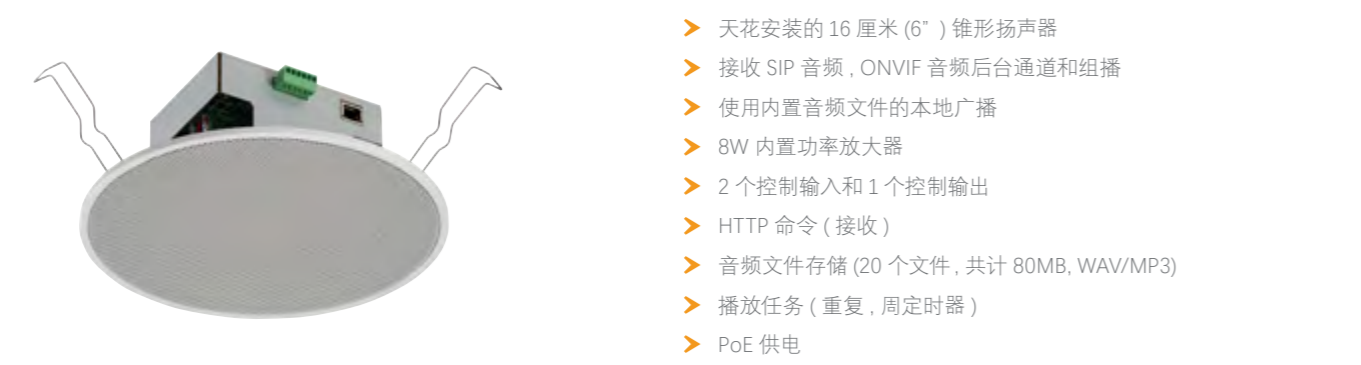 天花安装的 16 厘米 (6” ) 锥形扬声器
接收 SIP 音频 , ONVIF 音频后台通道和组播
使用内置音频文件的本地广播
8W 内置功率放大器
2 个控制输入和 1 个控制输出
HTTP 命令 ( 接收 )
音频文件存储 (20 个文件 , 共计 80MB, WAV/MP3)
播放任务 ( 重复 , 周定时器 )
PoE 供电